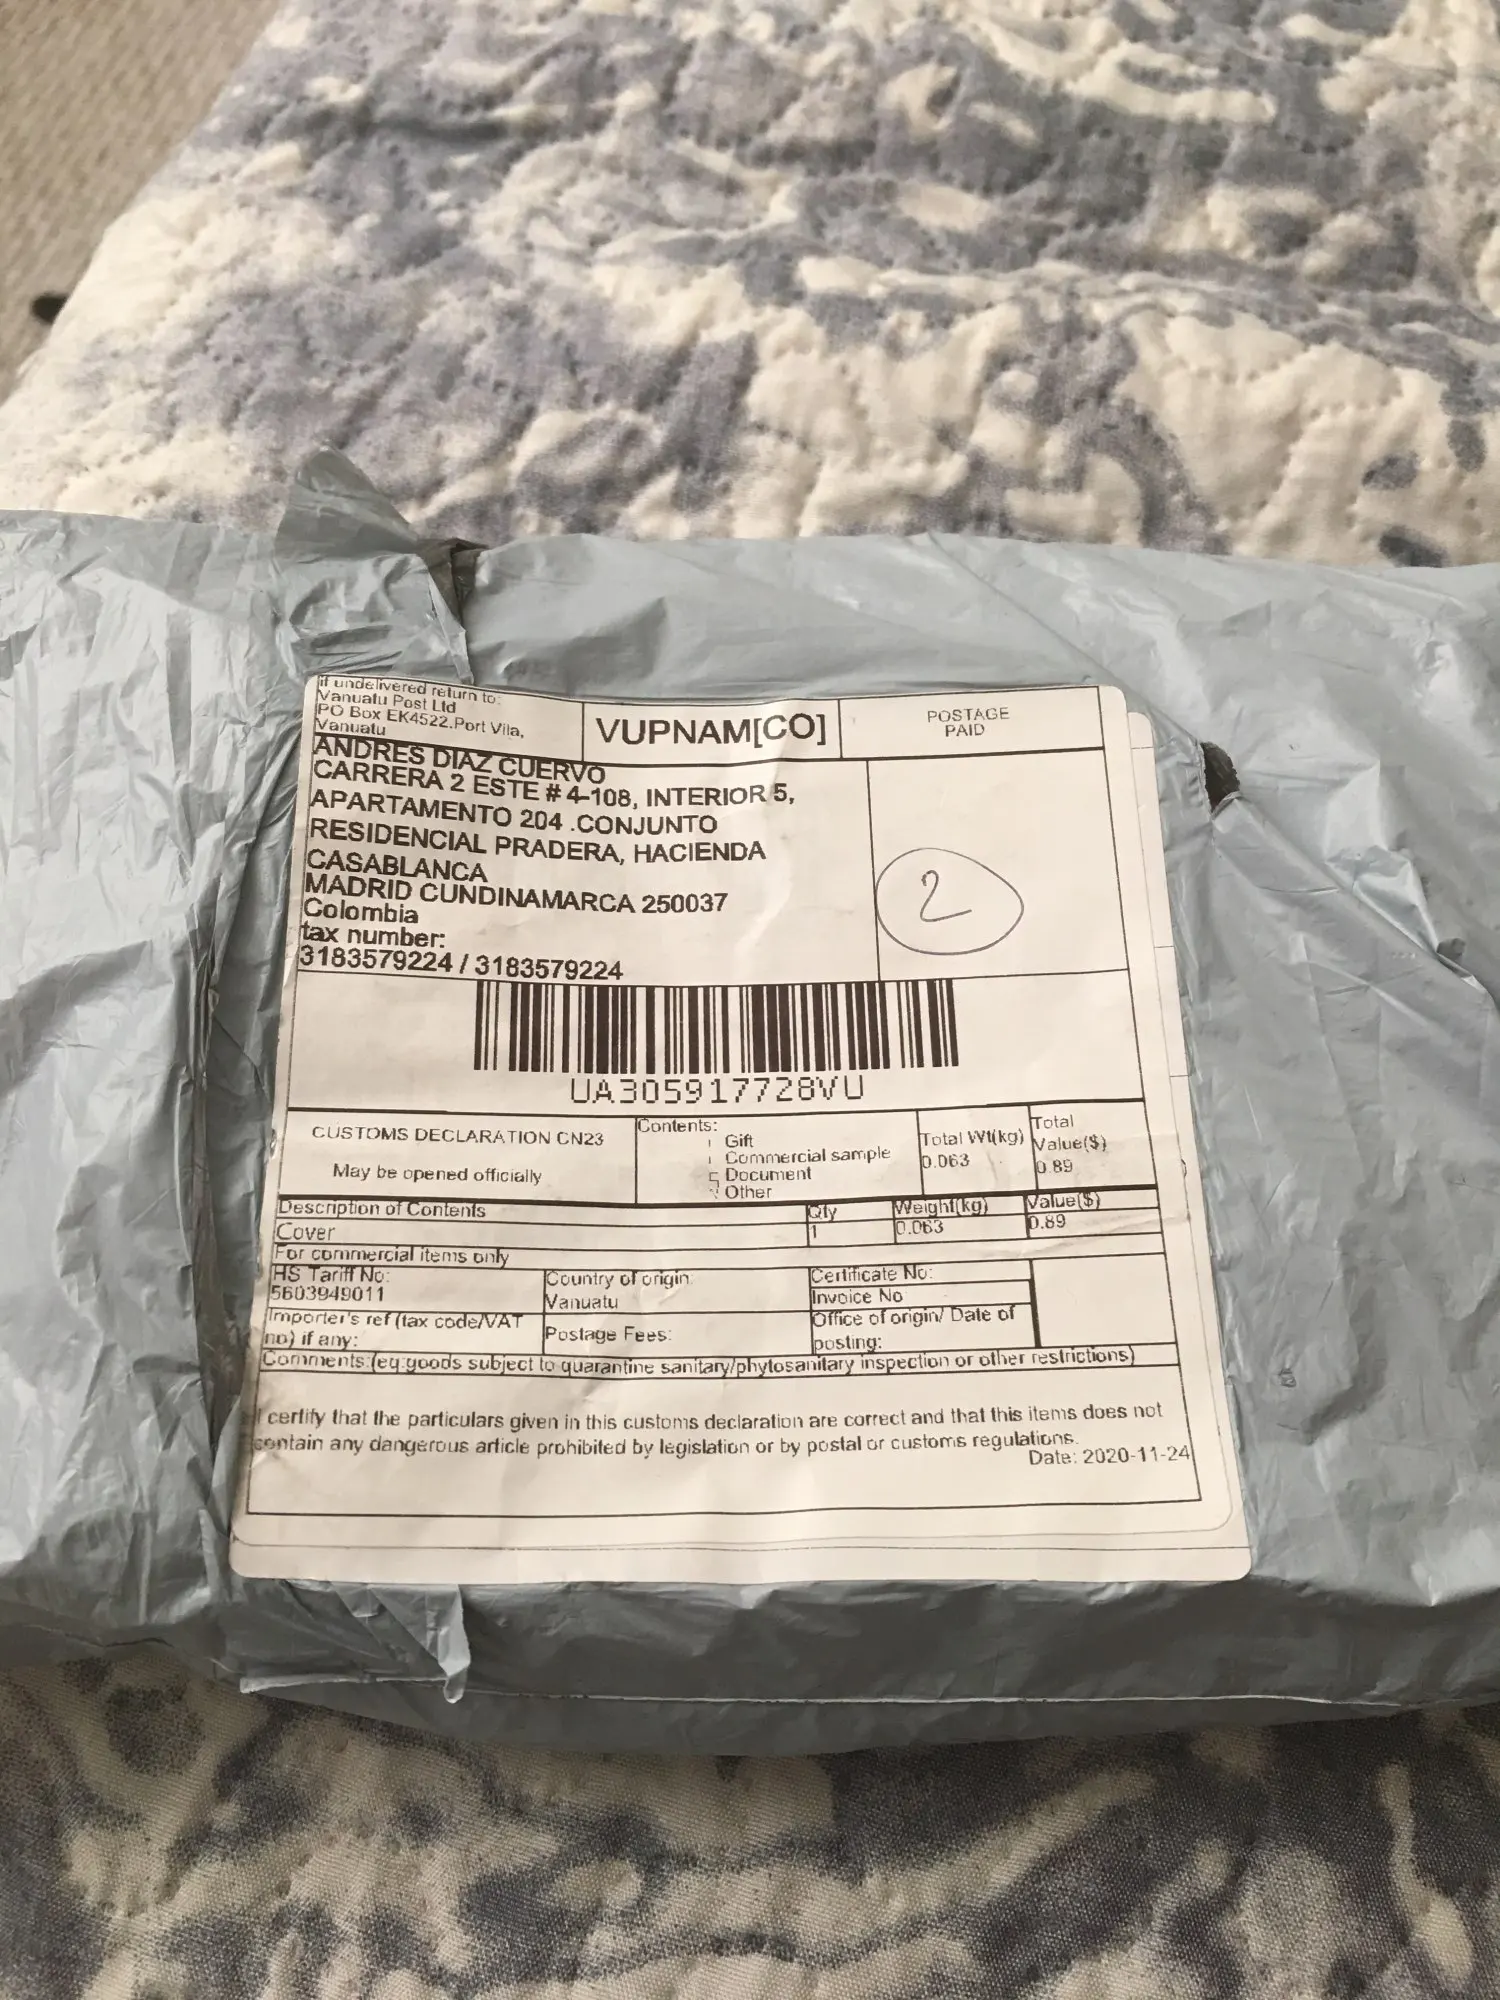 if undelivered return to:
Vanuatu Post Ltd
PO Box EK4522.Port Vila,
Vanuatu
VUPNAM[CO]
POSTAGE
PAID
ANDRES DIAZ CUERVO
CARRERA 2 ESTE # 4-108, INTERIOR 5,
APARTAMENTO 204 .CONJUNTO
RESIDENCIAL PRADERA, HACIENDA
CASABLANCA
MADRID CUNDINAMARCA 250037
Colombia
tax number:
3183579224 / 3183579224
2
UA305917728VU
CUSTOMS DECLARATION CN23
May be opened officially
Contents:
Gift
Commercial sample
Document
Other
Total Wt(kg)
0.063
Total
Value($)
0.89
Description of Contents Qty Weight(kg) Value($)
Cover 1 0.063 0.89
For commercial items only
HS Tariff No:
5603949011
Country of origin:
Vanuatu
Certificate No:
Invoice No
Importer's ref (tax code/VAT
no) if any:
Postage Fees:
Office of origin/ Date of
posting:
Comments:(eq:goods subject to quarantine sanitary/phytosanitary inspection or other restrictions)
I certify that the particulars given in this customs declaration are correct and that this items does not
contain any dangerous article prohibited by legislation or by postal or customs regulations.
Date: 2020-11-24